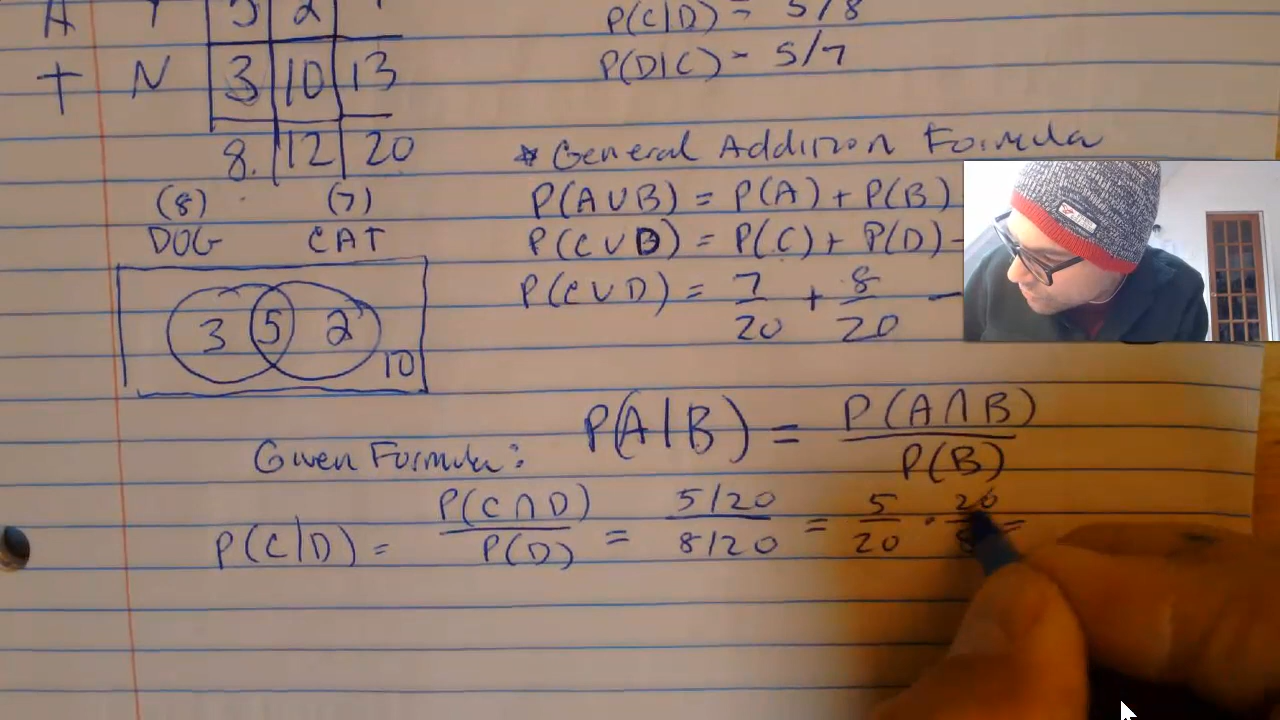 A Y 5 2 7
P(C|D) = 5/8
P(D|C) = 5/7
T N 3 10 13
8. 12 20
* General Addition Formula
(8) (7)
DOG CAT
P(A∪B) = P(A) + P(B)
P(C∪D) = P(C) + P(D) -
P(C∪D) = 7/20 + 8/20 -
3 5 2
10
Given Formula: P(A|B) = P(A∩B)/P(B)
P(C|D) = P(C∩D)/P(D) = 5/20/8/20 = 5/20 · 20/8 =